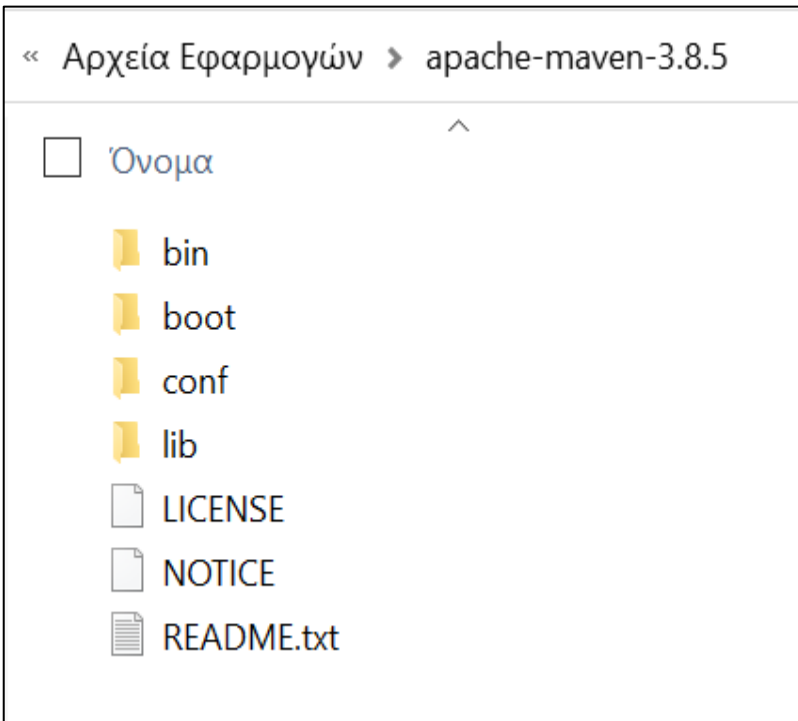 « Αρχεία Εφαρμογών > apache-maven-3.8.5
Όνομα
bin
boot
conf
lib
LICENSE
NOTICE
README.txt